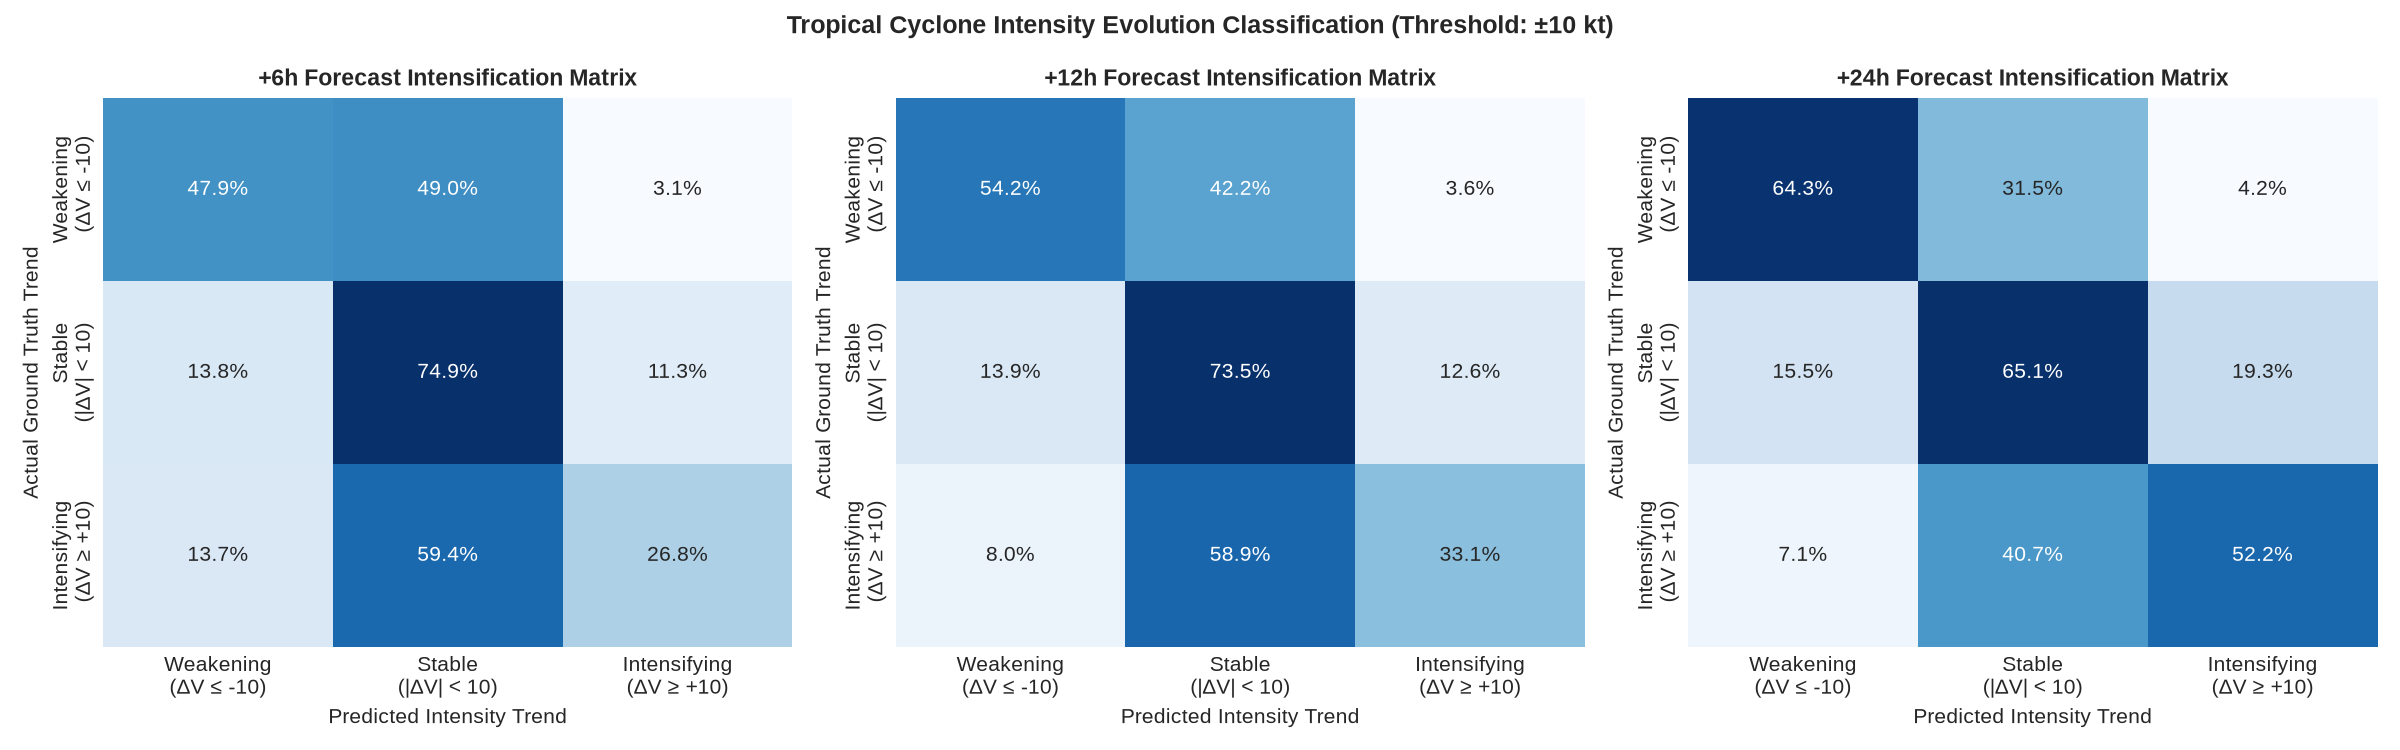 Tropical Cyclone Intensity Evolution Classification (Threshold: ±10 kt)
+6h Forecast Intensification Matrix
Actual Ground Truth Trend
Weakening
(ΔV ≤ -10)
47.9%
49.0%
3.1%
Stable
(|ΔV| < 10)
13.8%
74.9%
11.3%
Intensifying
(ΔV ≥ +10)
13.7%
59.4%
26.8%
Weakening
(ΔV ≤ -10)
Stable
(|ΔV| < 10)
Intensifying
(ΔV ≥ +10)
Predicted Intensity Trend
+12h Forecast Intensification Matrix
Actual Ground Truth Trend
Weakening
(ΔV ≤ -10)
54.2%
42.2%
3.6%
Stable
(|ΔV| < 10)
13.9%
73.5%
12.6%
Intensifying
(ΔV ≥ +10)
8.0%
58.9%
33.1%
Weakening
(ΔV ≤ -10)
Stable
(|ΔV| < 10)
Intensifying
(ΔV ≥ +10)
Predicted Intensity Trend
+24h Forecast Intensification Matrix
Actual Ground Truth Trend
Weakening
(ΔV ≤ -10)
64.3%
31.5%
4.2%
Stable
(|ΔV| < 10)
15.5%
65.1%
19.3%
Intensifying
(ΔV ≥ +10)
7.1%
40.7%
52.2%
Weakening
(ΔV ≤ -10)
Stable
(|ΔV| < 10)
Intensifying
(ΔV ≥ +10)
Predicted Intensity Trend